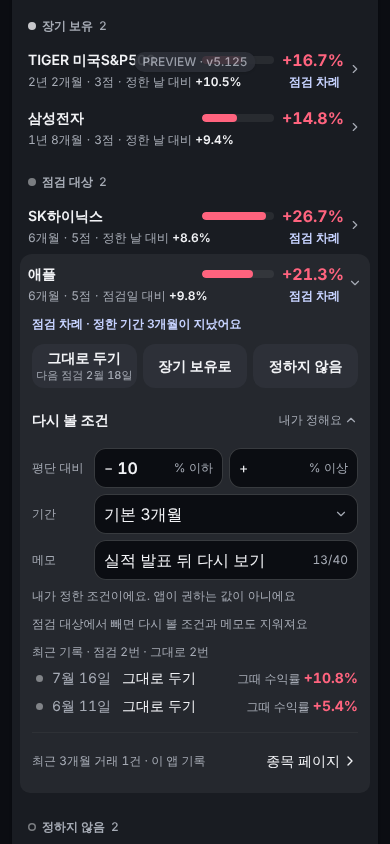 장기 보유 2
TIGER 미국S&P5
PREVIEW · v5.125
+16.7%
2년 2개월 · 3점 · 정한 날 대비 +10.5%
점검 차례
삼성전자
+14.8%
1년 8개월 · 3점 · 정한 날 대비 +9.4%
점검 대상 2
SK하이닉스
+26.7%
6개월 · 5점 · 정한 날 대비 +8.6%
점검 차례
애플
+21.3%
6개월 · 5점 · 점검일 대비 +9.8%
점검 차례
점검 차례 · 정한 기간 3개월이 지났어요
그대로 두기
다음 점검 2월 18일
장기 보유로
정하지 않음
다시 볼 조건
내가 정해요
평단 대비
− 10
% 이하
+
% 이상
기간
기본 3개월
메모
실적 발표 뒤 다시 보기
13/40
내가 정한 조건이에요. 앱이 권하는 값이 아니에요
점검 대상에서 빼면 다시 볼 조건과 메모도 지워져요
최근 기록 · 점검 2번 · 그대로 2번
7월 16일 그대로 두기 그때 수익률 +10.8%
6월 11일 그대로 두기 그때 수익률 +5.4%
최근 3개월 거래 1건 · 이 앱 기록
종목 페이지
정하지 않음 2